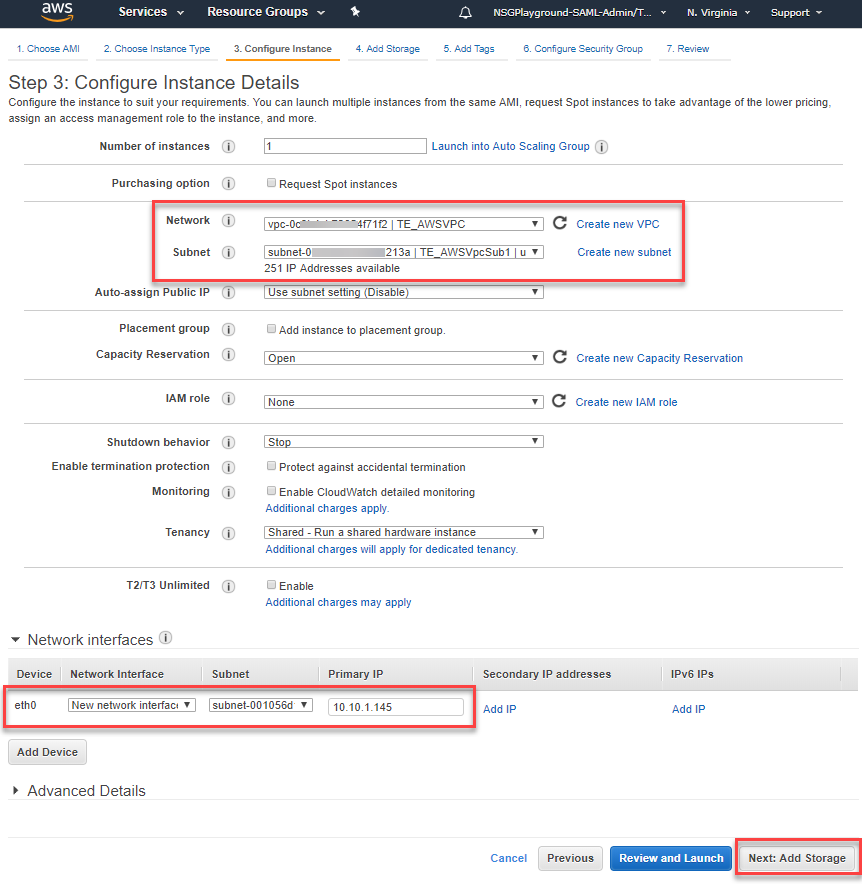 aws Services Resource Groups NSGPlayground-SAML-Admin/T... N. Virginia Support
1. Choose AMI 2. Choose Instance Type 3. Configure Instance 4. Add Storage 5. Add Tags 6. Configure Security Group 7. Review
Step 3: Configure Instance Details
Configure the instance to suit your requirements. You can launch multiple instances from the same AMI, request Spot instances to take advantage of the lower pricing,
assign an access management role to the instance, and more.
Number of instances i 1 Launch into Auto Scaling Group i
Purchasing option i Request Spot instances
Network i vpc-0c 4f71f2 | TE_AWSVPC Create new VPC
Subnet i subnet-0 213a | TE_AWSVpcSub1 | u Create new subnet
251 IP Addresses available
Auto-assign Public IP i Use subnet setting (Disable)
Placement group i Add instance to placement group.
Capacity Reservation i Open Create new Capacity Reservation
IAM role i None Create new IAM role
Shutdown behavior i Stop
Enable termination protection i Protect against accidental termination
Monitoring i Enable CloudWatch detailed monitoring
Additional charges apply.
Tenancy i Shared - Run a shared hardware instance
Additional charges will apply for dedicated tenancy.
T2/T3 Unlimited i Enable
Additional charges may apply
Network interfaces i
Device Network Interface Subnet Primary IP Secondary IP addresses IPv6 IPs
eth0 New network interfac subnet-001056d 10.10.1.145 Add IP Add IP
Add Device
Advanced Details
Cancel Previous Review and Launch Next: Add Storage